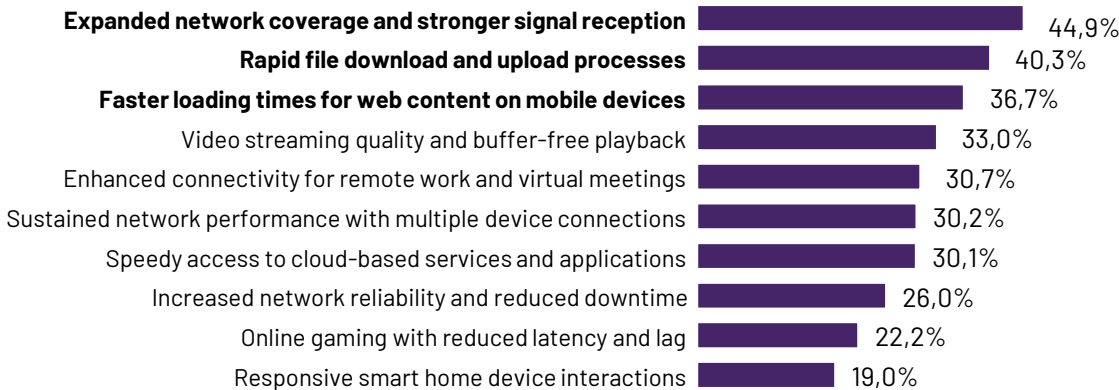 Expanded network coverage and stronger signal reception 44,9%
Rapid file download and upload processes 40,3%
Faster loading times for web content on mobile devices 36,7%
Video streaming quality and buffer-free playback 33,0%
Enhanced connectivity for remote work and virtual meetings 30,7%
Sustained network performance with multiple device connections 30,2%
Speedy access to cloud-based services and applications 30,1%
Increased network reliability and reduced downtime 26,0%
Online gaming with reduced latency and lag 22,2%
Responsive smart home device interactions 19,0%